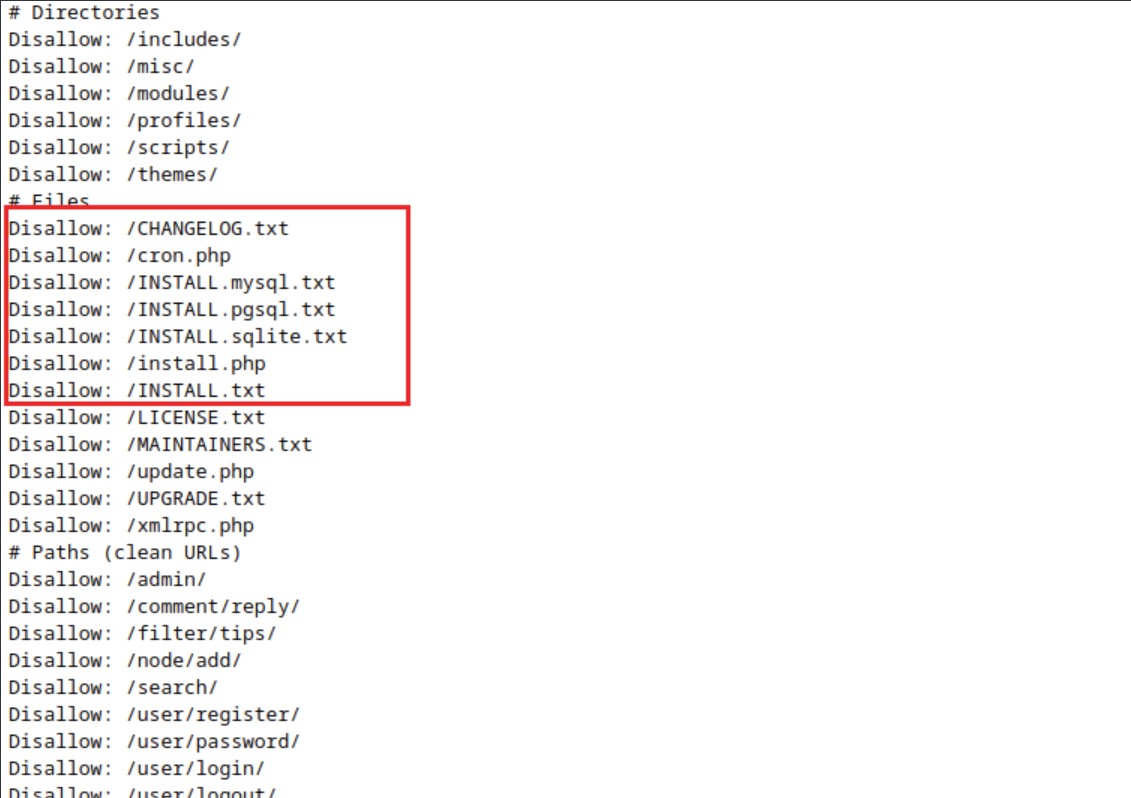 # Directories
Disallow: /includes/
Disallow: /misc/
Disallow: /modules/
Disallow: /profiles/
Disallow: /scripts/
Disallow: /themes/
# Files
Disallow: /CHANGELOG.txt
Disallow: /cron.php
Disallow: /INSTALL.mysql.txt
Disallow: /INSTALL.pgsql.txt
Disallow: /INSTALL.sqlite.txt
Disallow: /install.php
Disallow: /INSTALL.txt
Disallow: /LICENSE.txt
Disallow: /MAINTAINERS.txt
Disallow: /update.php
Disallow: /UPGRADE.txt
Disallow: /xmlrpc.php
# Paths (clean URLs)
Disallow: /admin/
Disallow: /comment/reply/
Disallow: /filter/tips/
Disallow: /node/add/
Disallow: /search/
Disallow: /user/register/
Disallow: /user/password/
Disallow: /user/login/
Disallow: /user/logout/